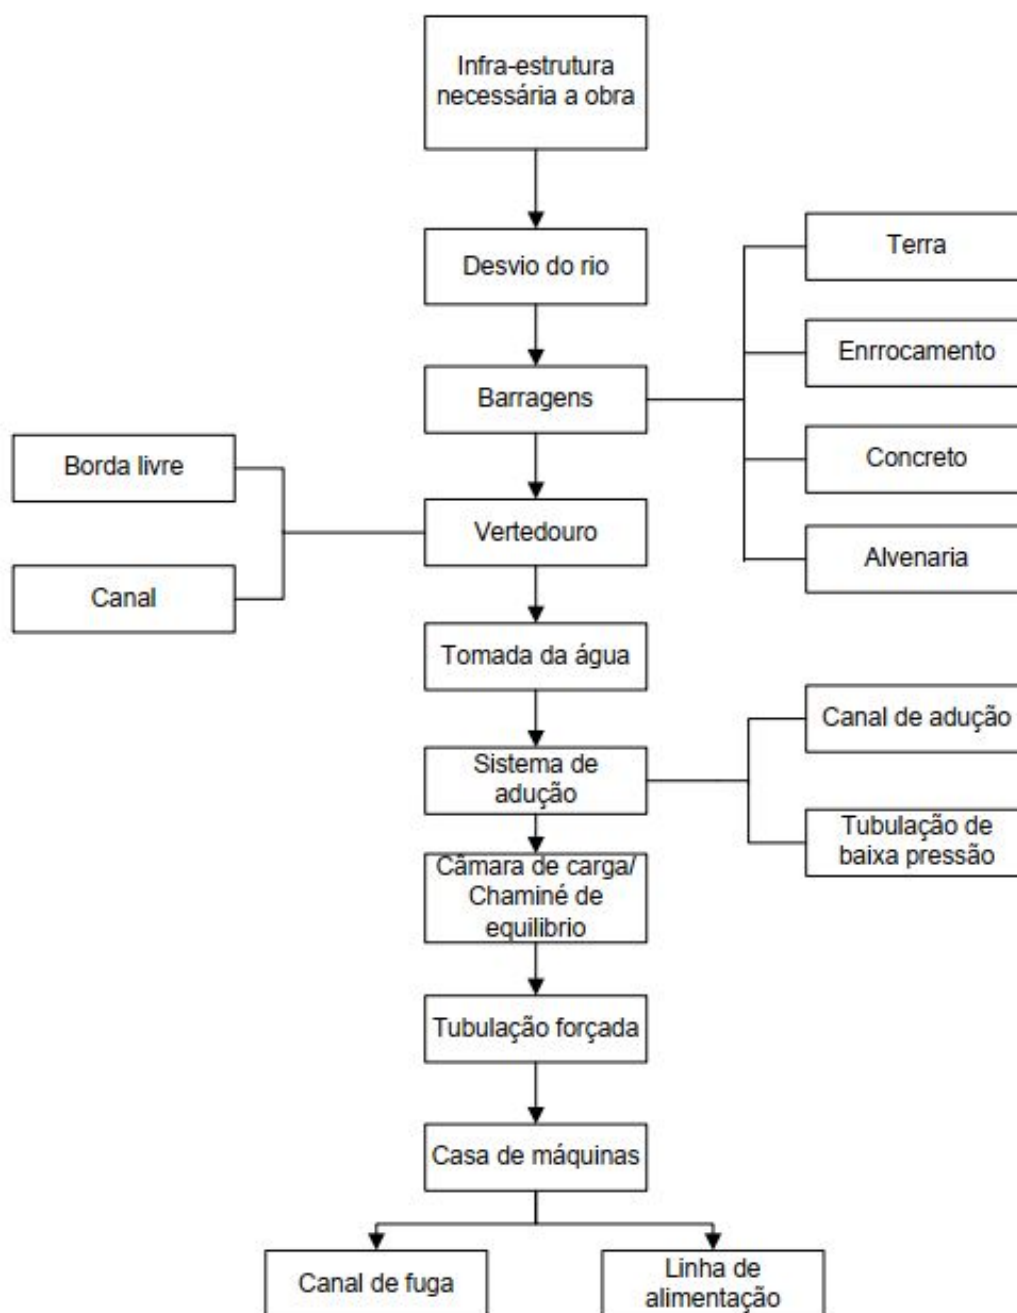 Infra-estrutura
necessária a obra
Desvio do rio
Terra
Enrrocamento
Barragens
Concreto
Borda livre
Vertedouro
Alvenaria
Canal
Tomada da água
Canal de adução
Sistema de
adução
Tubulação de
baixa pressão
Câmara de carga/
Chaminé de
equilibrio
Tubulação forçada
Casa de máquinas
Canal de fuga
Linha de
alimentação